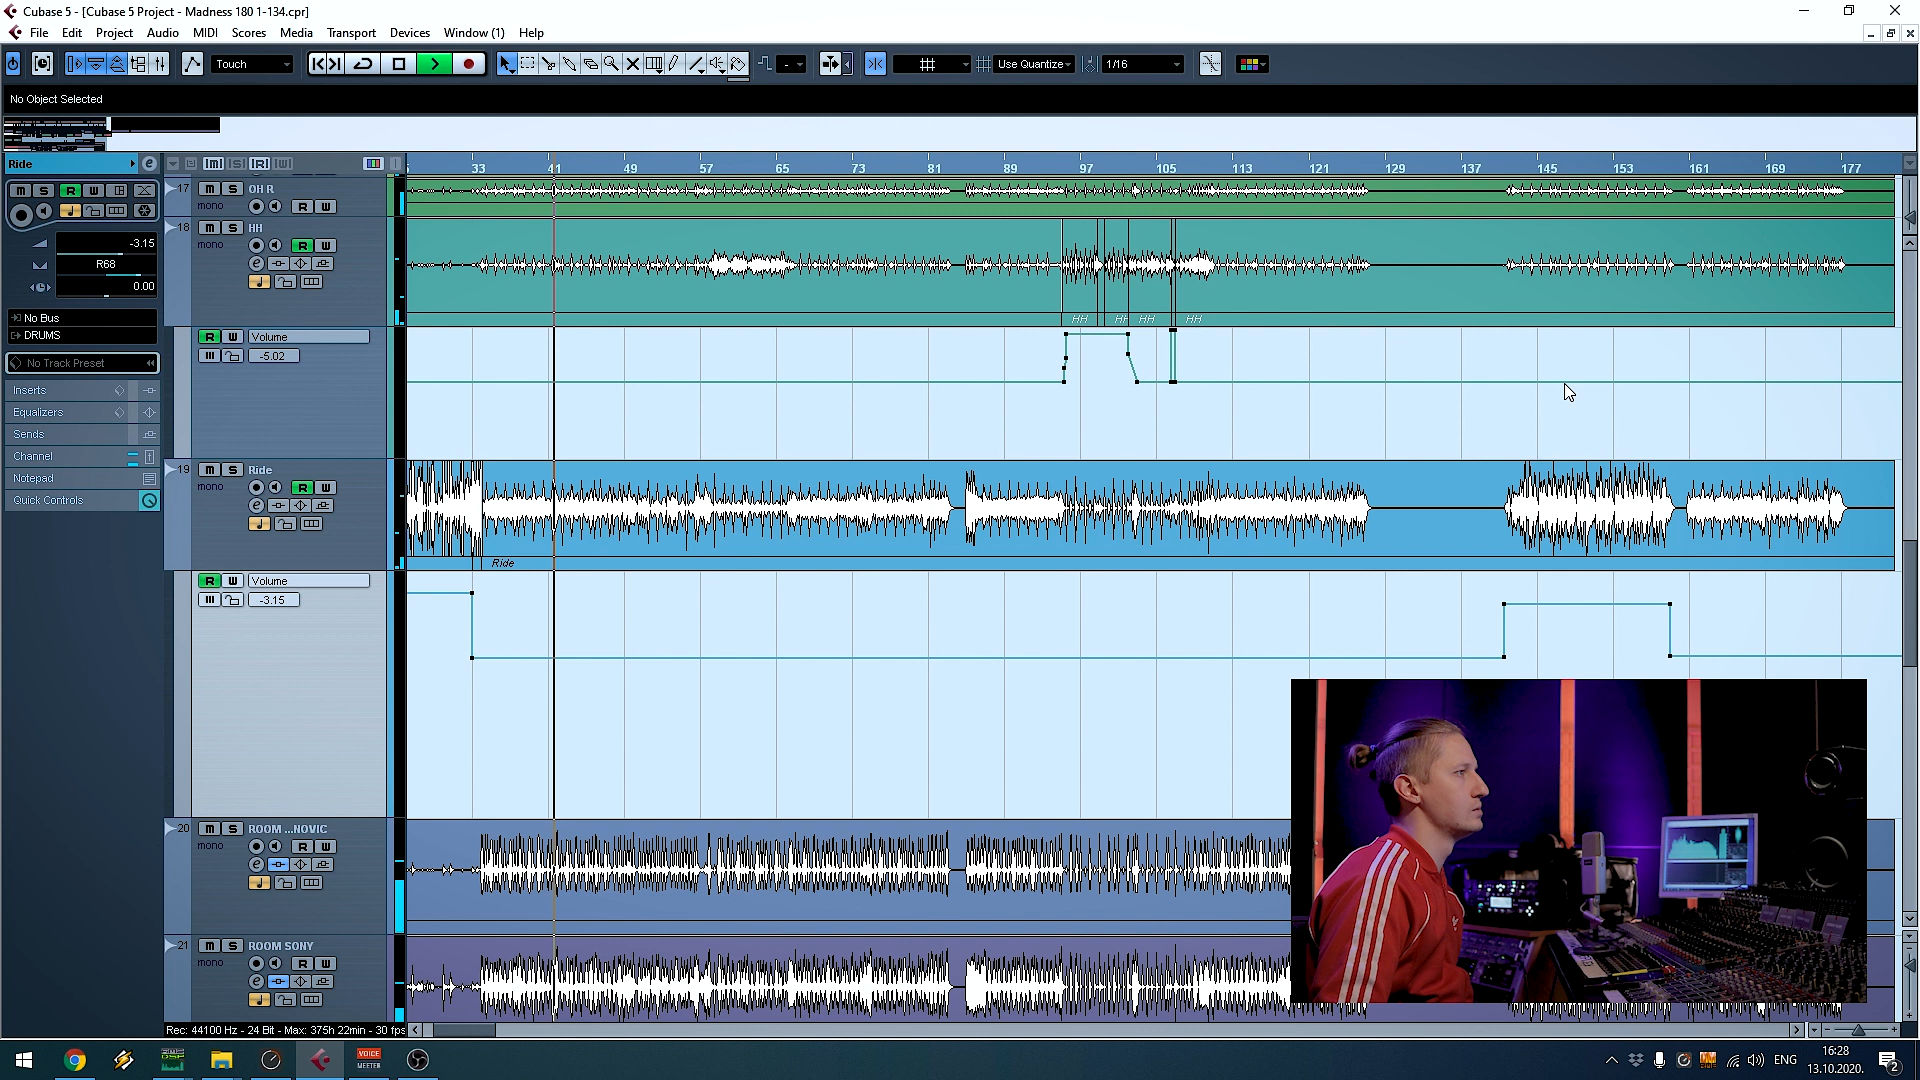 Cubase 5 - [Cubase 5 Project - Madness 180 1-134.cpr]
File Edit Project Audio MIDI Scores Media Transport Devices Window (1) Help
Touch - Use Quantize 1/16
No Object Selected
Ride e
m S R W
-3.15
R68
0.00
No Bus
DRUMS
No Track Preset
Inserts
Equalizers
Sends
Channel
Notepad
Quick Controls
33 41 49 57 65 73 81 89 97 105 113 121 129 137 145 153 161 169 177
17 m S OH R
mono R W
18 m S HH
mono R W
e
HH HH HH HH
R W Volume
-5.02
19 m S Ride
mono R W
e
Ride
R W Volume
-3.15
20 m S ROOM ...NOVIC
mono R W
e
21 m S ROOM SONY
mono R W
e
Rec: 44100 Hz - 24 Bit - Max: 375h 22min - 30 fps
VOICE
MEETER
ENG
16:28
13.10.2020.
2